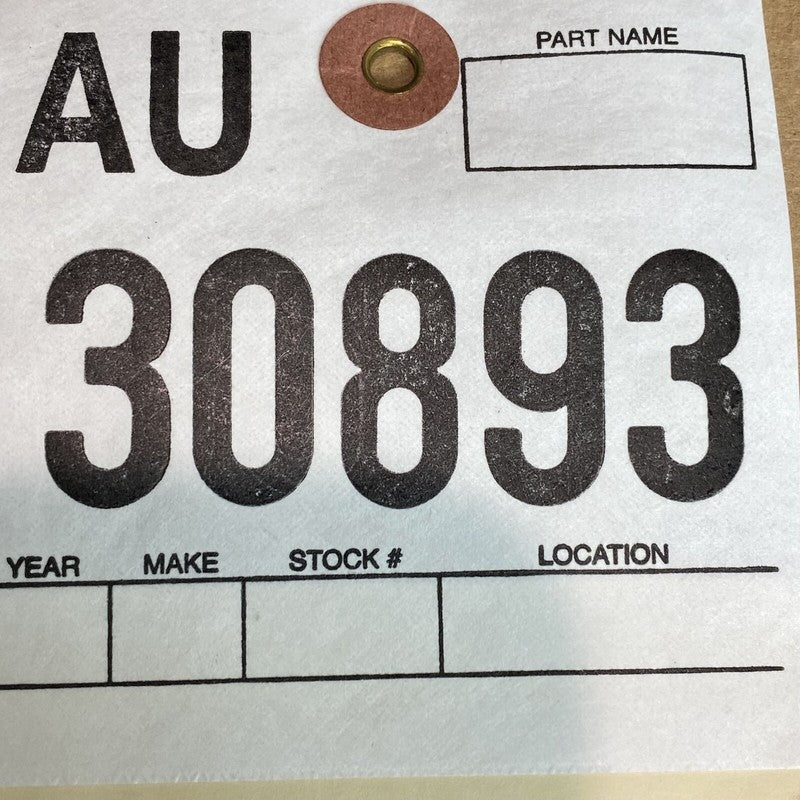 AU PART NAME
30893
YEAR MAKE STOCK # LOCATION